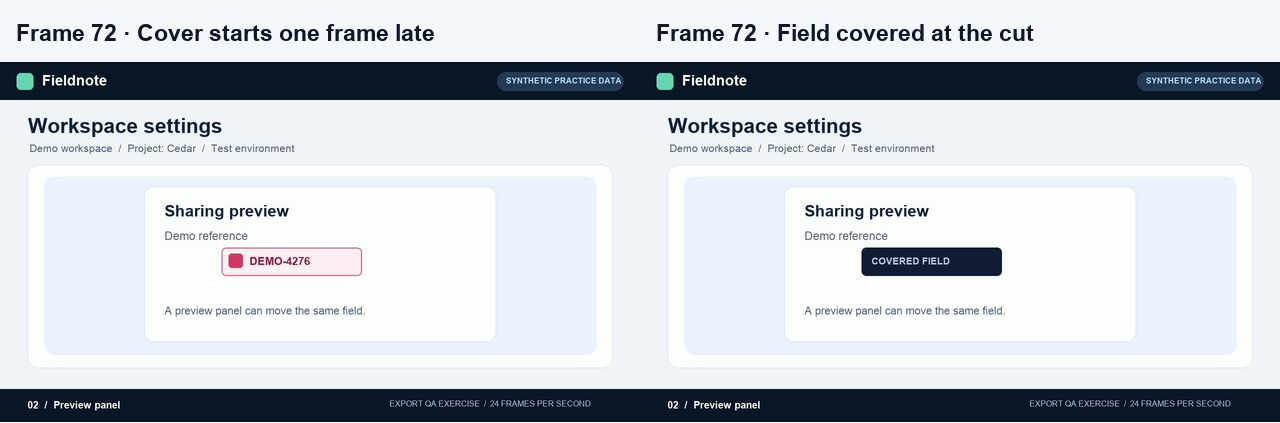 Frame 72 · Cover starts one frame late
Fieldnote
SYNTHETIC PRACTICE DATA
Workspace settings
Demo workspace / Project: Cedar / Test environment
Sharing preview
Demo reference
DEMO-4276
A preview panel can move the same field.
02 / Preview panel
EXPORT QA EXERCISE / 24 FRAMES PER SECOND
Frame 72 · Field covered at the cut
Fieldnote
SYNTHETIC PRACTICE DATA
Workspace settings
Demo workspace / Project: Cedar / Test environment
Sharing preview
Demo reference
COVERED FIELD
A preview panel can move the same field.
02 / Preview panel
EXPORT QA EXERCISE / 24 FRAMES PER SECOND